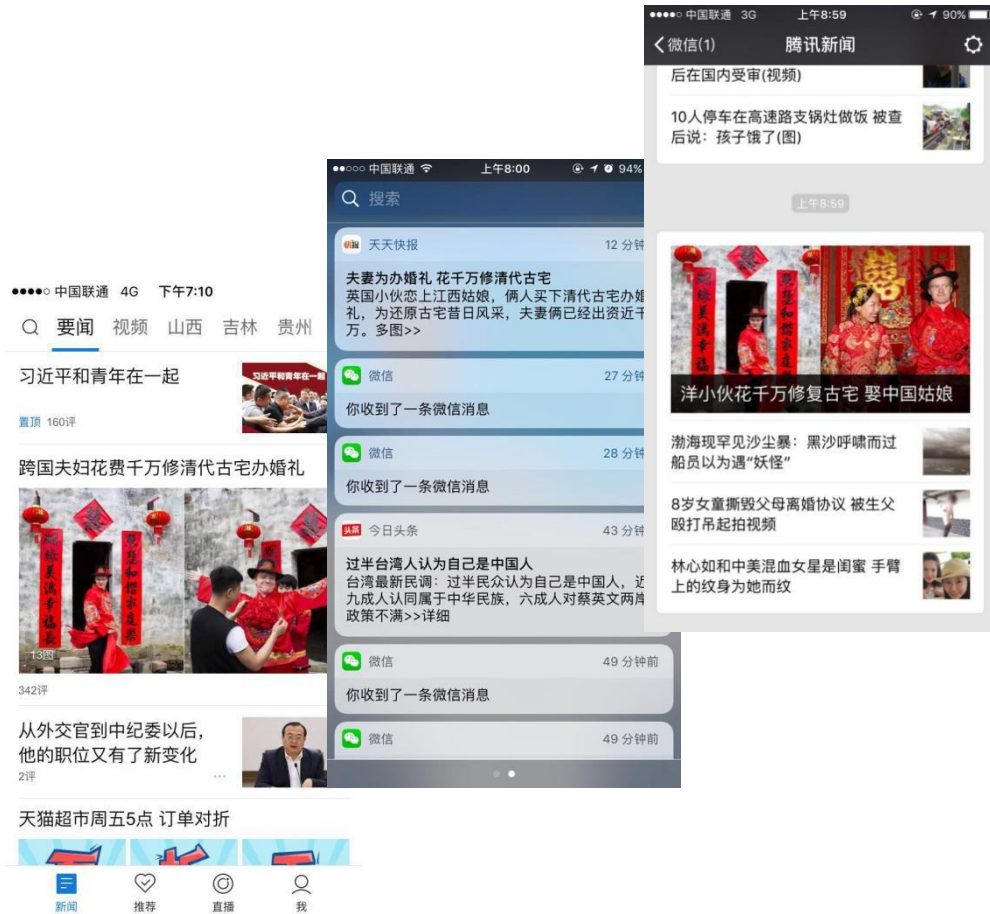 中国联通 4G 下午7:10
要闻 视频 山西 吉林 贵州
习近平和青年在一起
置顶 160评
跨国夫妇花费千万修清代古宅办婚礼
13图
342评
从外交官到中纪委以后，
他的职位又有了新变化
2评
天猫超市周五5点 订单对折
新闻 推荐 直播 我
中国联通 上午8:00 94%
搜索
快报 天天快报 12 分钟
夫妻为办婚礼 花千万修清代古宅
英国小伙恋上江西姑娘，俩人买下清代古宅办婚
礼，为还原古宅昔日风采，夫妻俩已经出资近千
万。多图>>
微信 27 分钟
你收到了一条微信消息
微信 28 分钟
你收到了一条微信消息
头条 今日头条 43 分钟
过半台湾人认为自己是中国人
台湾最新民调：过半民众认为自己是中国人，近
九成人认同属于中华民族，六成人对蔡英文两岸
政策不满>>详细
微信 49 分钟前
你收到了一条微信消息
微信 49 分钟前
中国联通 3G 上午8:59 90%
微信(1) 腾讯新闻
后在国内受审(视频)
10人停车在高速路支锅灶做饭 被查
后说：孩子饿了(图)
上午8:59
洋小伙花千万修复古宅 娶中国姑娘
渤海现罕见沙尘暴：黑沙呼啸而过
船员以为遇“妖怪”
8岁女童撕毁父母离婚协议 被生父
殴打吊起拍视频
林心如和中美混血女星是闺蜜 手臂
上的纹身为她而纹